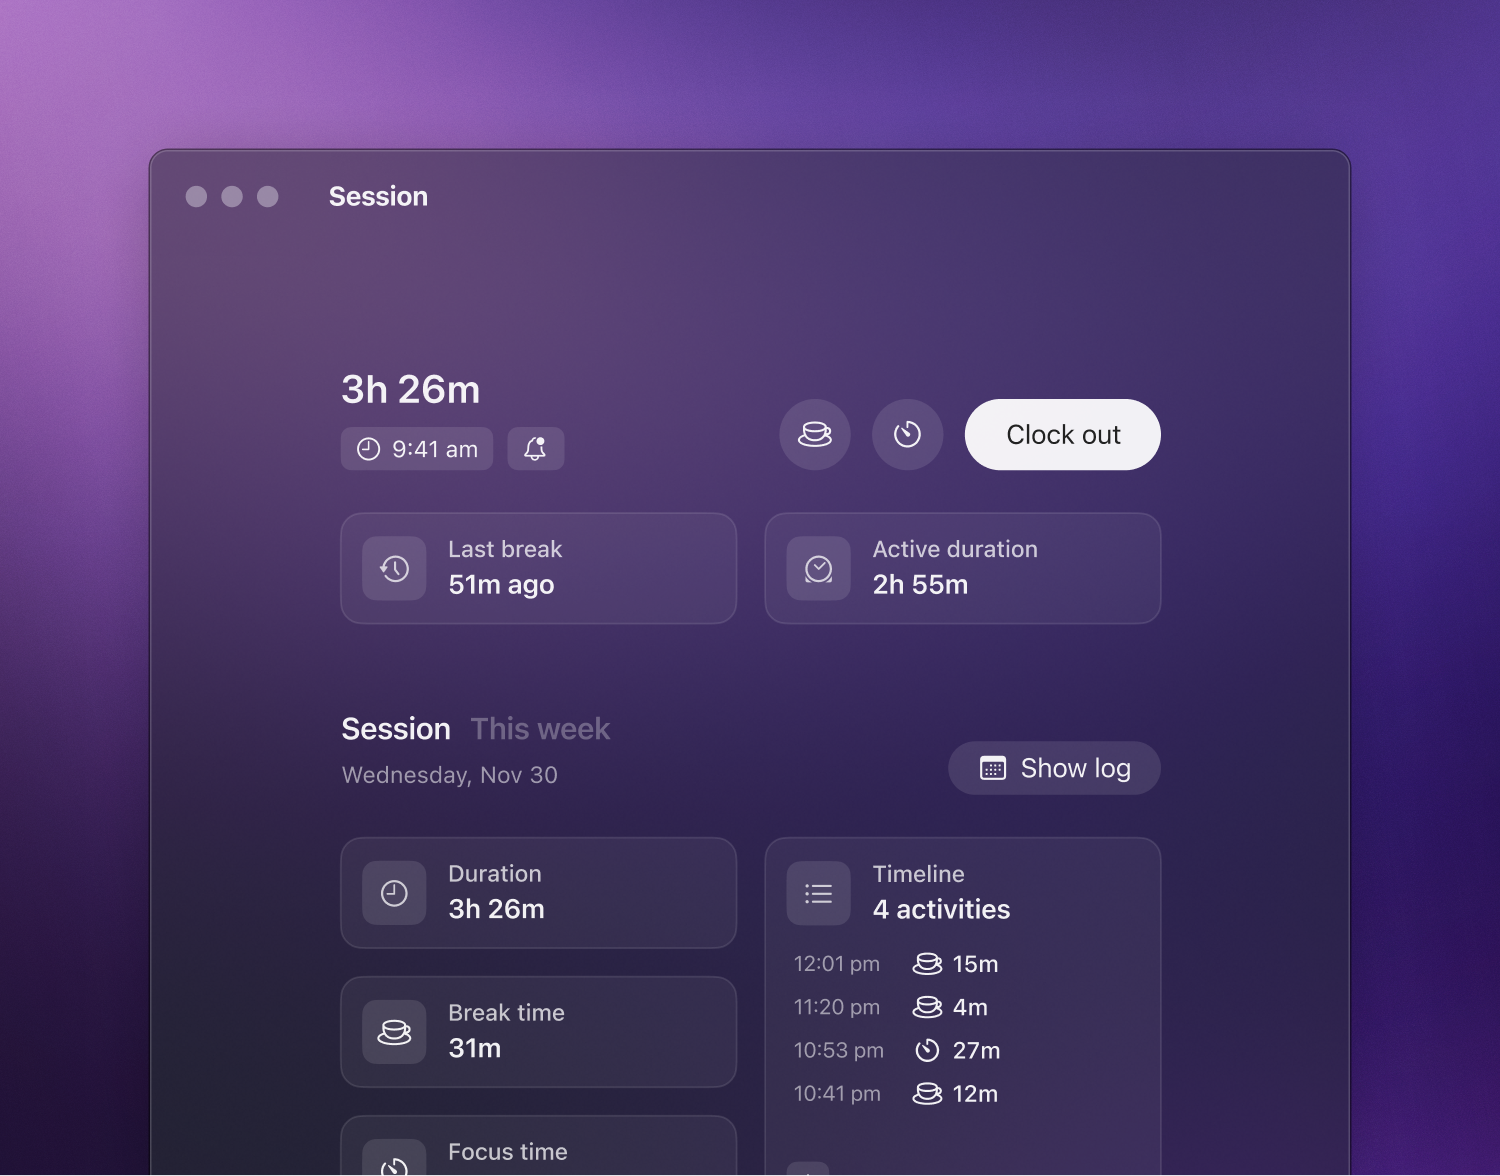 Session
3h 26m
9:41 am
Clock out
Last break
51m ago
Active duration
2h 55m
Session This week
Wednesday, Nov 30
Show log
Duration
3h 26m
Break time
31m
Focus time
Timeline
4 activities
12:01 pm 15m
11:20 pm 4m
10:53 pm 27m
10:41 pm 12m